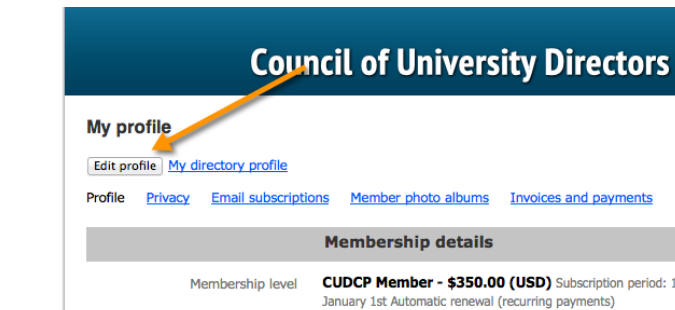 Council of University Directors
My profile
Edit profile My directory profile
Profile Privacy Email subscriptions Member photo albums Invoices and payments
Membership details
Membership level CUDCP Member - $350.00 (USD) Subscription period: 1
January 1st Automatic renewal (recurring payments)